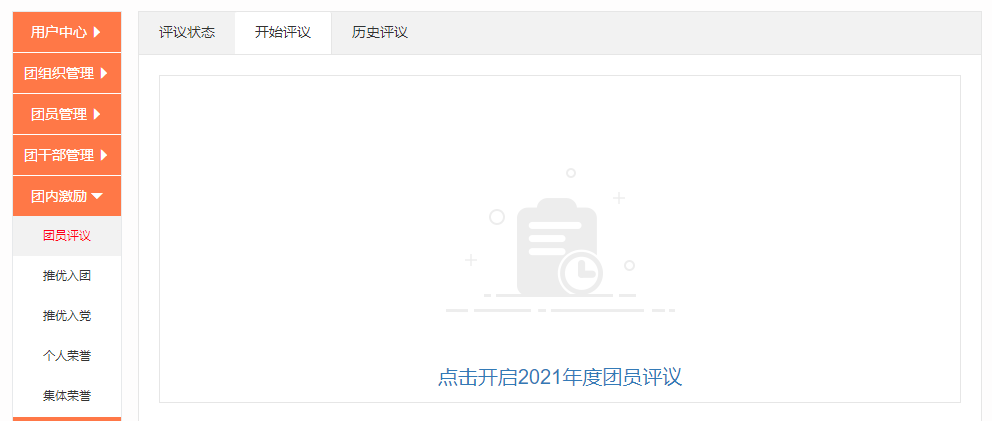 用户中心
团组织管理
团员管理
团干部管理
团内激励
团员评议
推优入团
推优入党
个人荣誉
集体荣誉
评议状态 开始评议 历史评议
点击开启2021年度团员评议